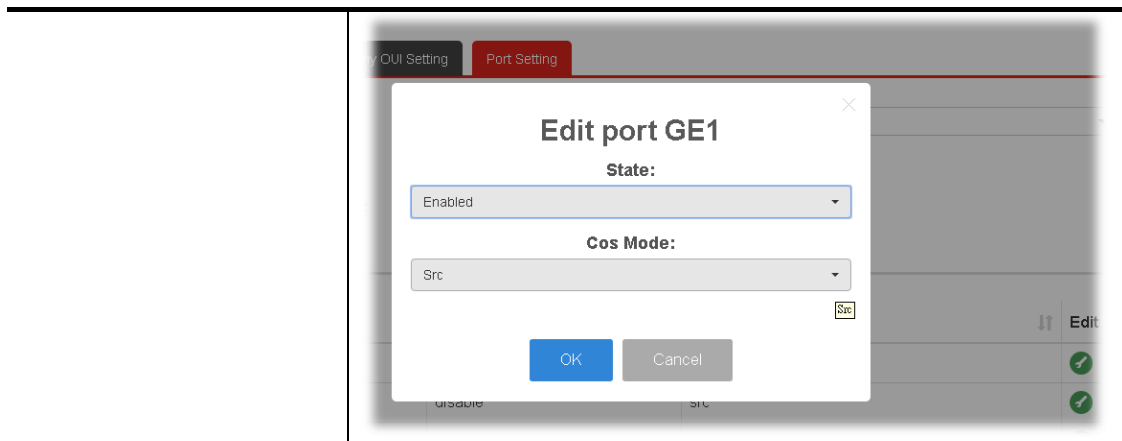 y OUI Setting Port Setting
Edit port GE1
State:
Enabled
Cos Mode:
Src
Src
Edit
OK Cancel
disable src